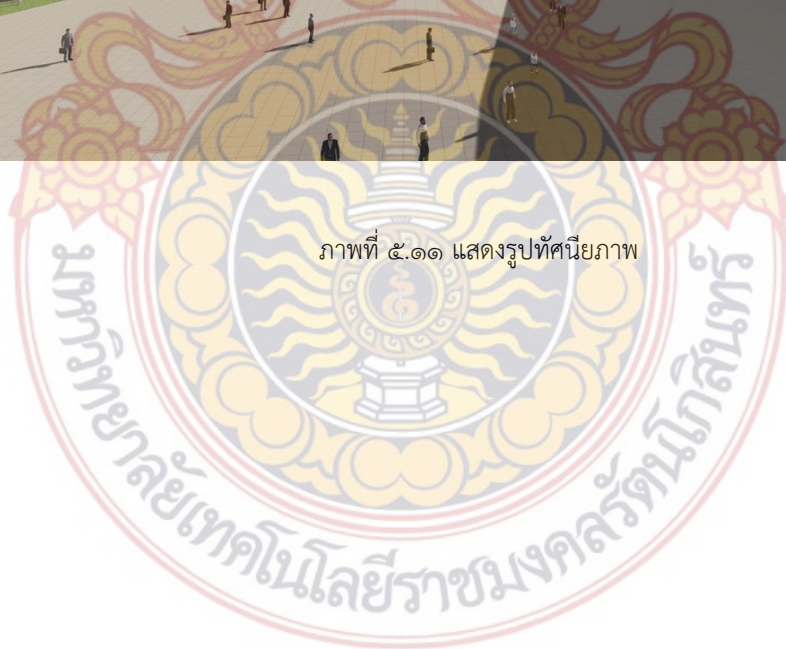 ภาพที่ ๕.๑๑ แสดงรูปทัศนียภาพ
มหาวิทยาลัยเทคโนโลยีราชมงคลรัตนโกสินทร์